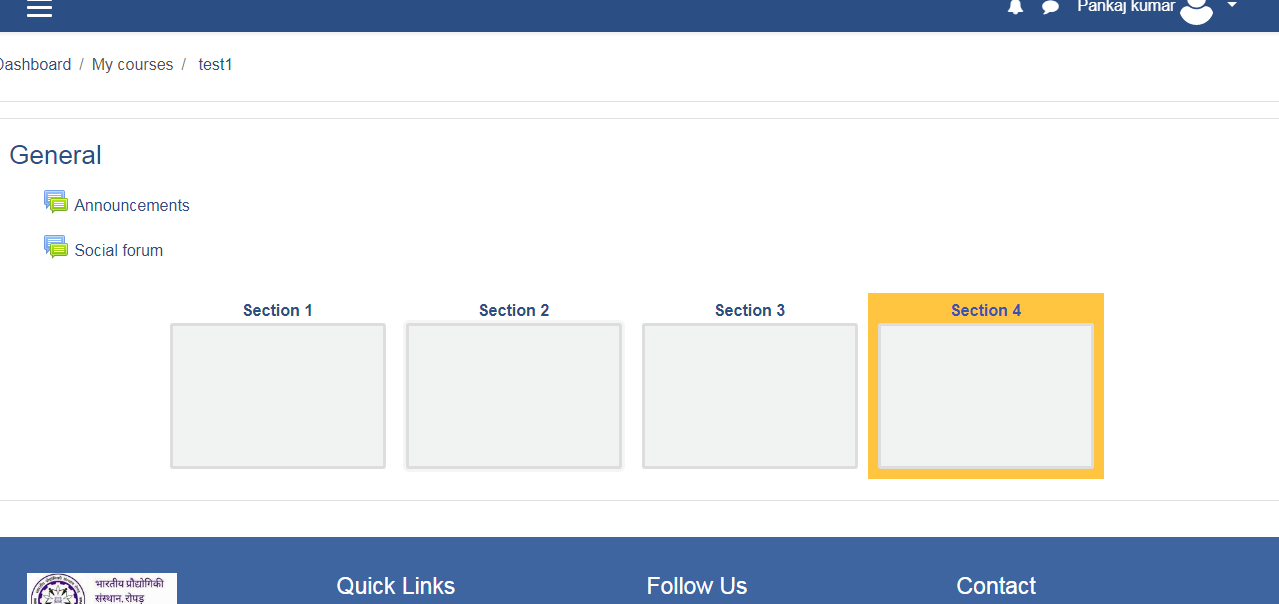 Pankaj kumar
Dashboard / My courses / test1
General
Announcements
Social forum
Section 1 Section 2 Section 3 Section 4
भारतीय प्रौद्योगिकी
संस्थान, रोपड़
Quick Links Follow Us Contact